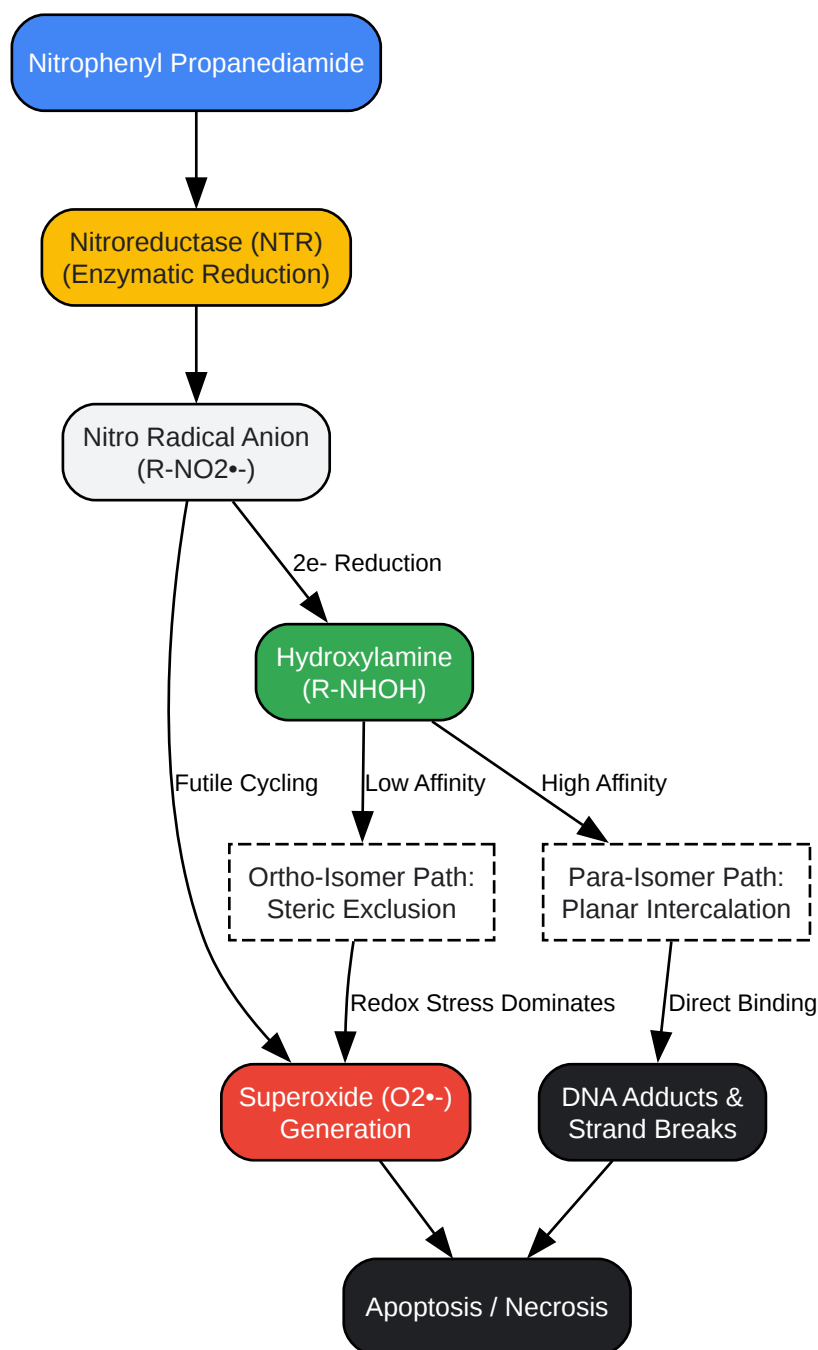 Nitrophenyl Propanediamide
Nitroreductase (NTR)
(Enzymatic Reduction)
Nitro Radical Anion
(R-NO2•-)
2e- Reduction
Hydroxylamine
(R-NHOH)
Futile Cycling
Low Affinity
High Affinity
Ortho-Isomer Path:
Steric Exclusion
Para-Isomer Path:
Planar Intercalation
Redox Stress Dominates
Direct Binding
Superoxide (O2•-)
Generation
DNA Adducts &
Strand Breaks
Apoptosis / Necrosis